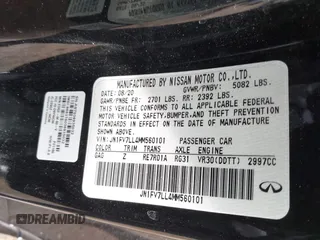 MANUFACTURED BY NISSAN MOTOR CO.,LTD.
DATE: 08/20 GVWR/PNBV: 5082 LBS.
GAWR/PNBE FR: 2701 LBS. RR: 2392 LBS.
THIS VEHICLE CONFORMS TO ALL APPLICABLE FEDERAL
MOTOR VEHICLE SAFETY, BUMPER, AND THEFT PREVENTION
STANDARDS IN EFFECT ON THE DATE OF MANUFACTURE
SHOWN ABOVE.
VIN: JN1FV7LL4MM560101 PASSENGER CAR
COLOR TRIM TRANS AXLE ENGINE
GAG Z RE7R01A RG31 VR30(DDTT) 2997CC
JN1FV7LL4MM560101
INFINITI
DREAMBID